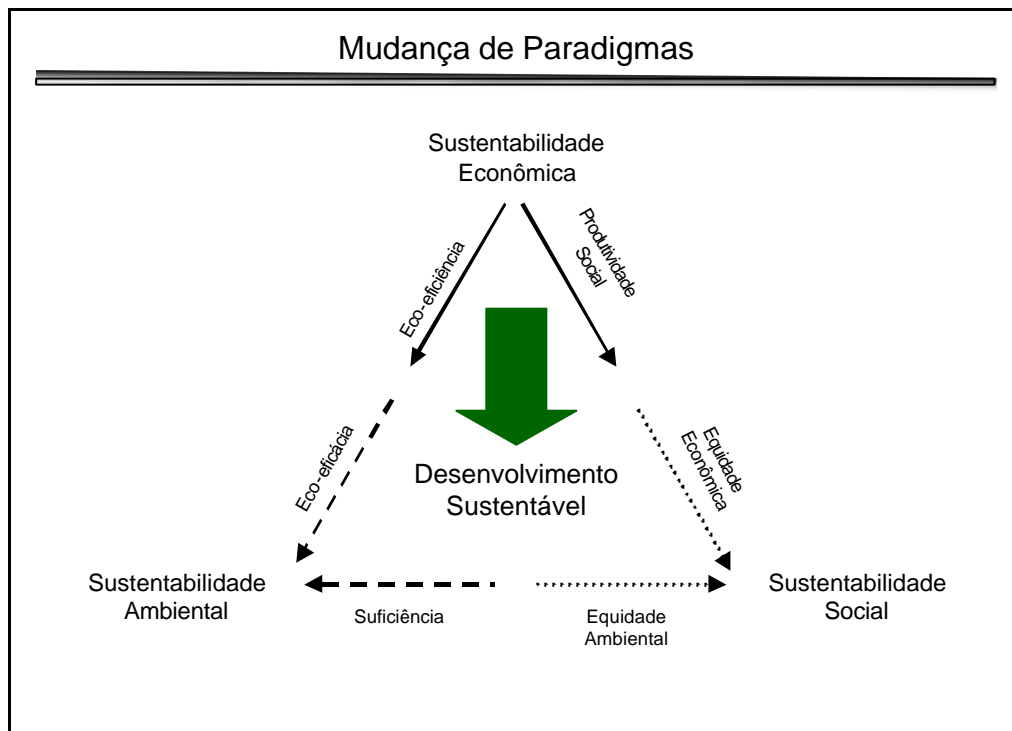 Mudança de Paradigmas
Sustentabilidade
Econômica
Eco-eficiência
Produtividade
Social
Eco-eficácia
Equidade
Econômica
Desenvolvimento
Sustentável
Sustentabilidade
Ambiental
Suficiência
Equidade
Ambiental
Sustentabilidade
Social